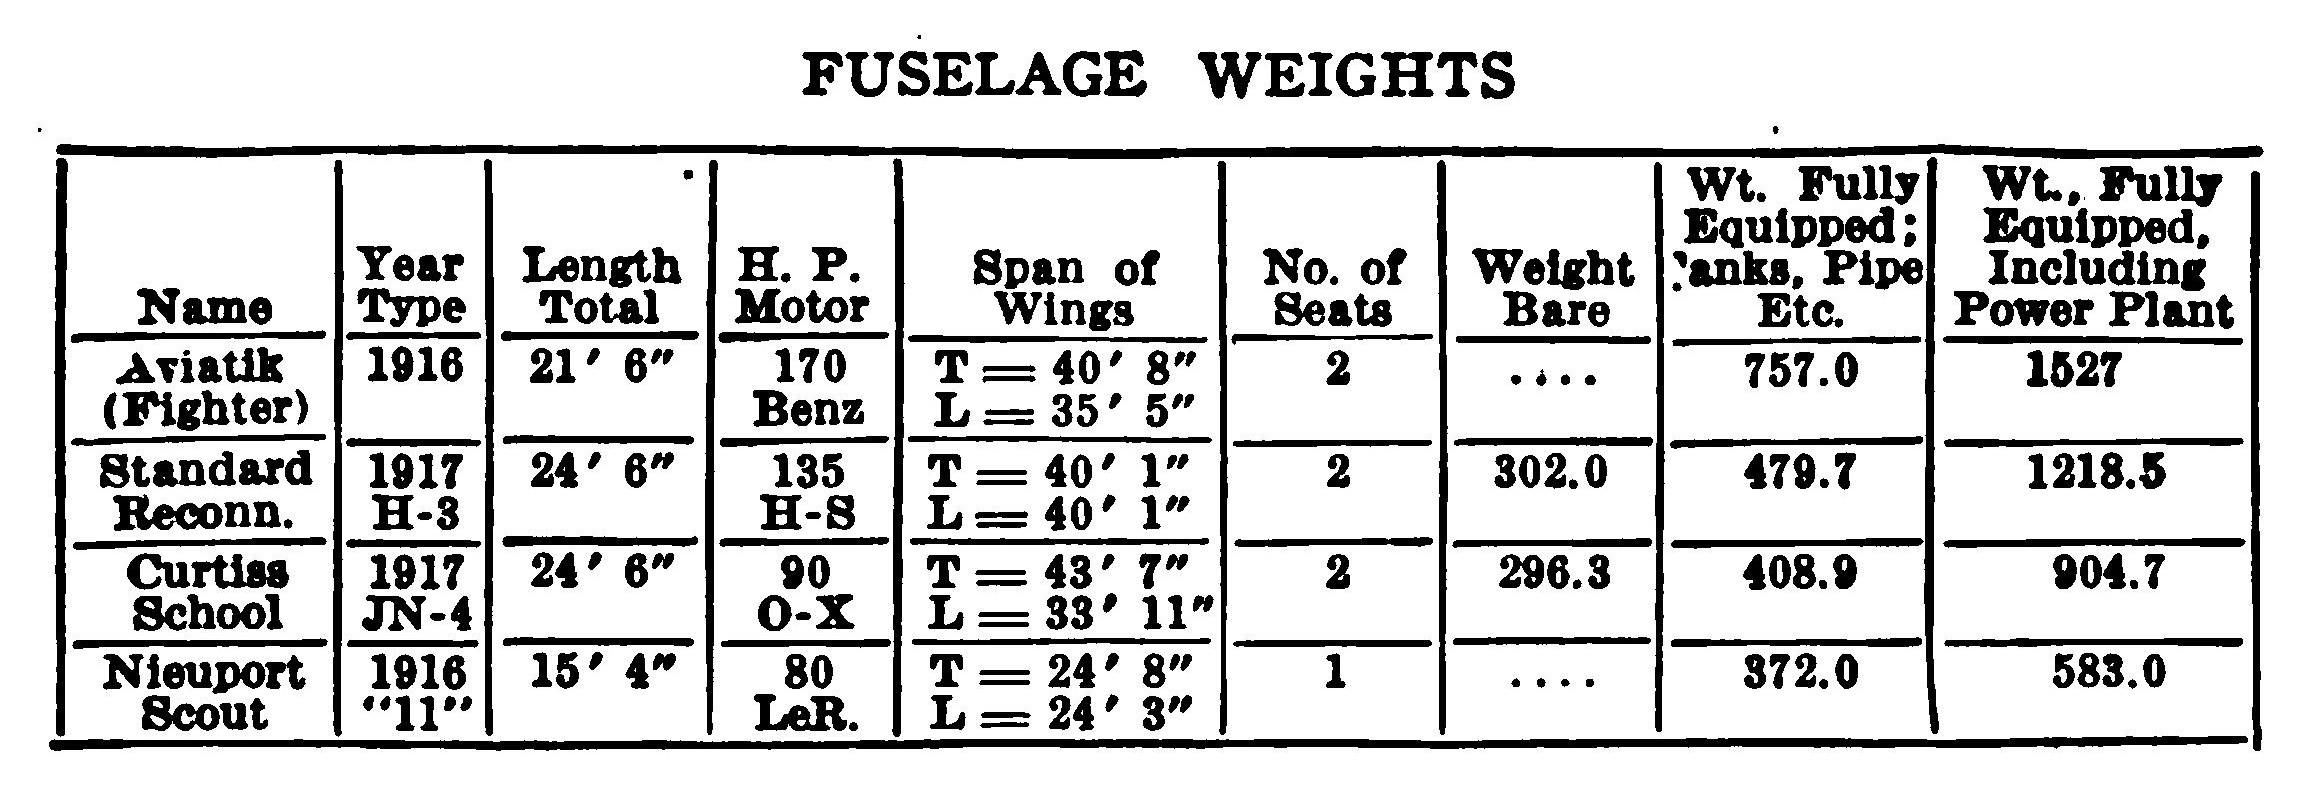 FUSELAGE WEIGHTS
Name
Year
Type
Length
Total
H. P.
Motor
Span of
Wings
No. of
Seats
Weight
Bare
Wt. Fully
Equipped;
'anks, Pipe
Etc.
Wt., Fully
Equipped,
Including
Power Plant
Aviatik 1916 21′ 6″ 170 T = 40′ 8″ 2 .... 757.0 1527
(Fighter) Benz L = 35′ 5″
Standard 1917 24′ 6″ 135 T = 40′ 1″ 2 302.0 479.7 1218.5
Reconn. H-3 H-S L = 40′ 1″
Curtiss 1917 24′ 6″ 90 T = 43′ 7″ 2 296.3 408.9 904.7
School JN-4 O-X L = 33′ 11″
Nieuport 1916 15′ 4″ 80 T = 24′ 8″ 1 .... 372.0 583.0
Scout "11" LeR. L = 24′ 3″